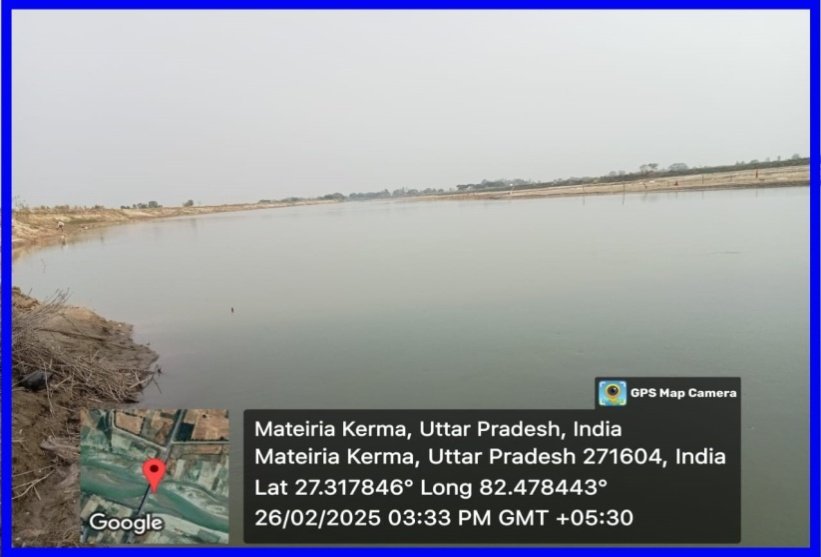 GPS Map Camera
Mateiria Kerma, Uttar Pradesh, India
Mateiria Kerma, Uttar Pradesh 271604, India
Lat 27.317846° Long 82.478443°
26/02/2025 03:33 PM GMT +05:30
Google